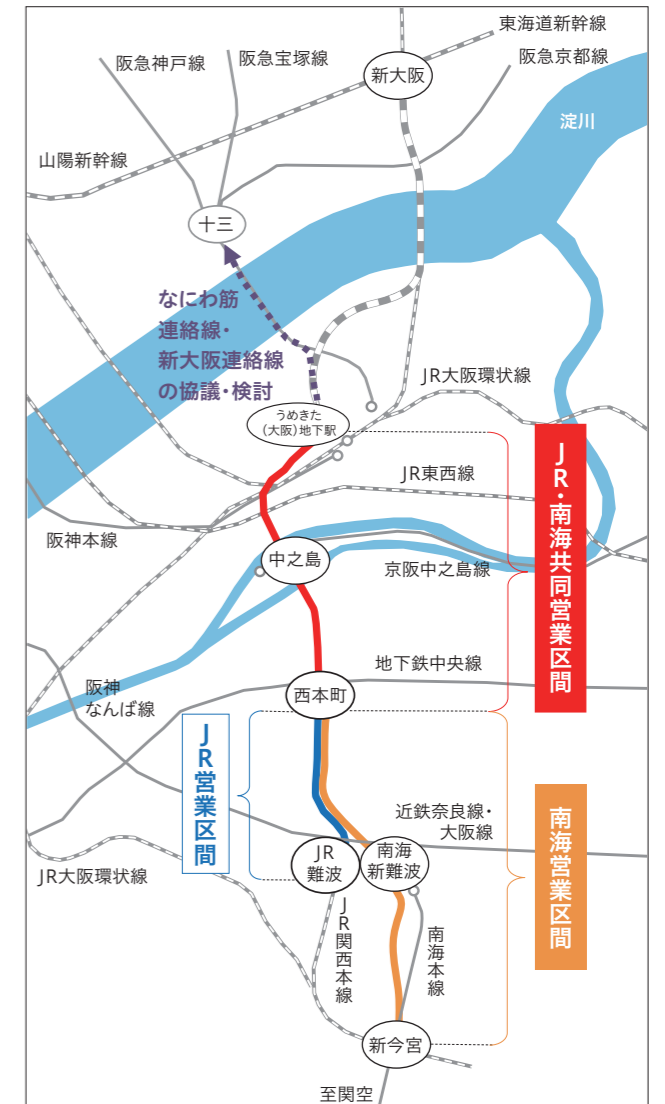 東海道新幹線
阪急神戸線
阪急宝塚線
阪急京都線
新大阪
淀川
山陽新幹線
十三
なにわ筋
連絡線・
新大阪連絡線
の協議・検討
JR大阪環状線
うめきた
(大阪)地下駅
JR東西線
JR・南海共同営業区間
阪神本線
中之島
京阪中之島線
地下鉄中央線
阪神
なんば線
西本町
JR営業区間
近鉄奈良線・
大阪線
南海営業区間
JR大阪環状線
JR
難波
南海
新難波
JR関西本線
南海本線
新今宮
至関空